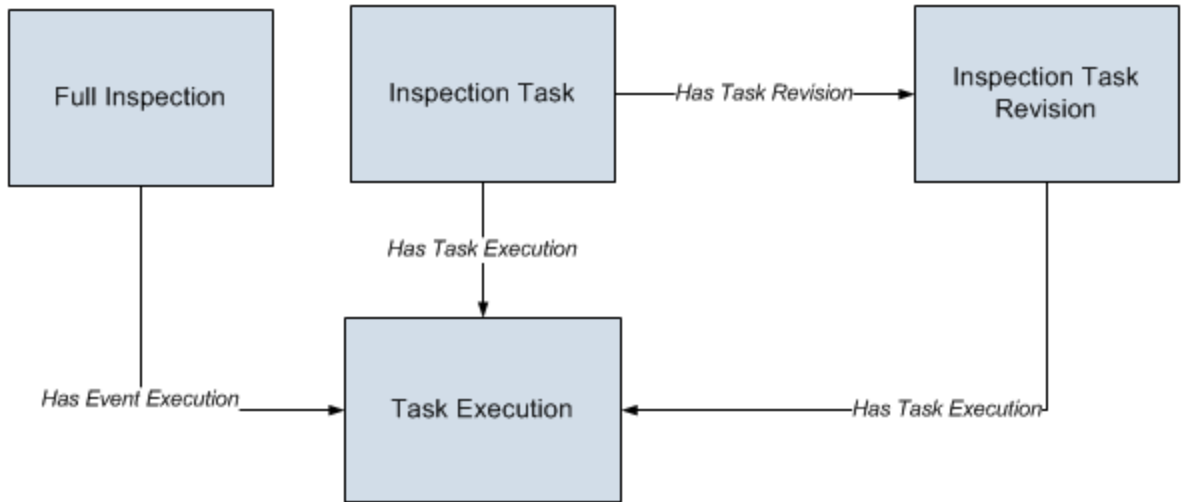 Full Inspection
Inspection Task
Has Task Revision
Inspection Task
Revision
Has Task Execution
Has Event Execution
Task Execution
Has Task Execution